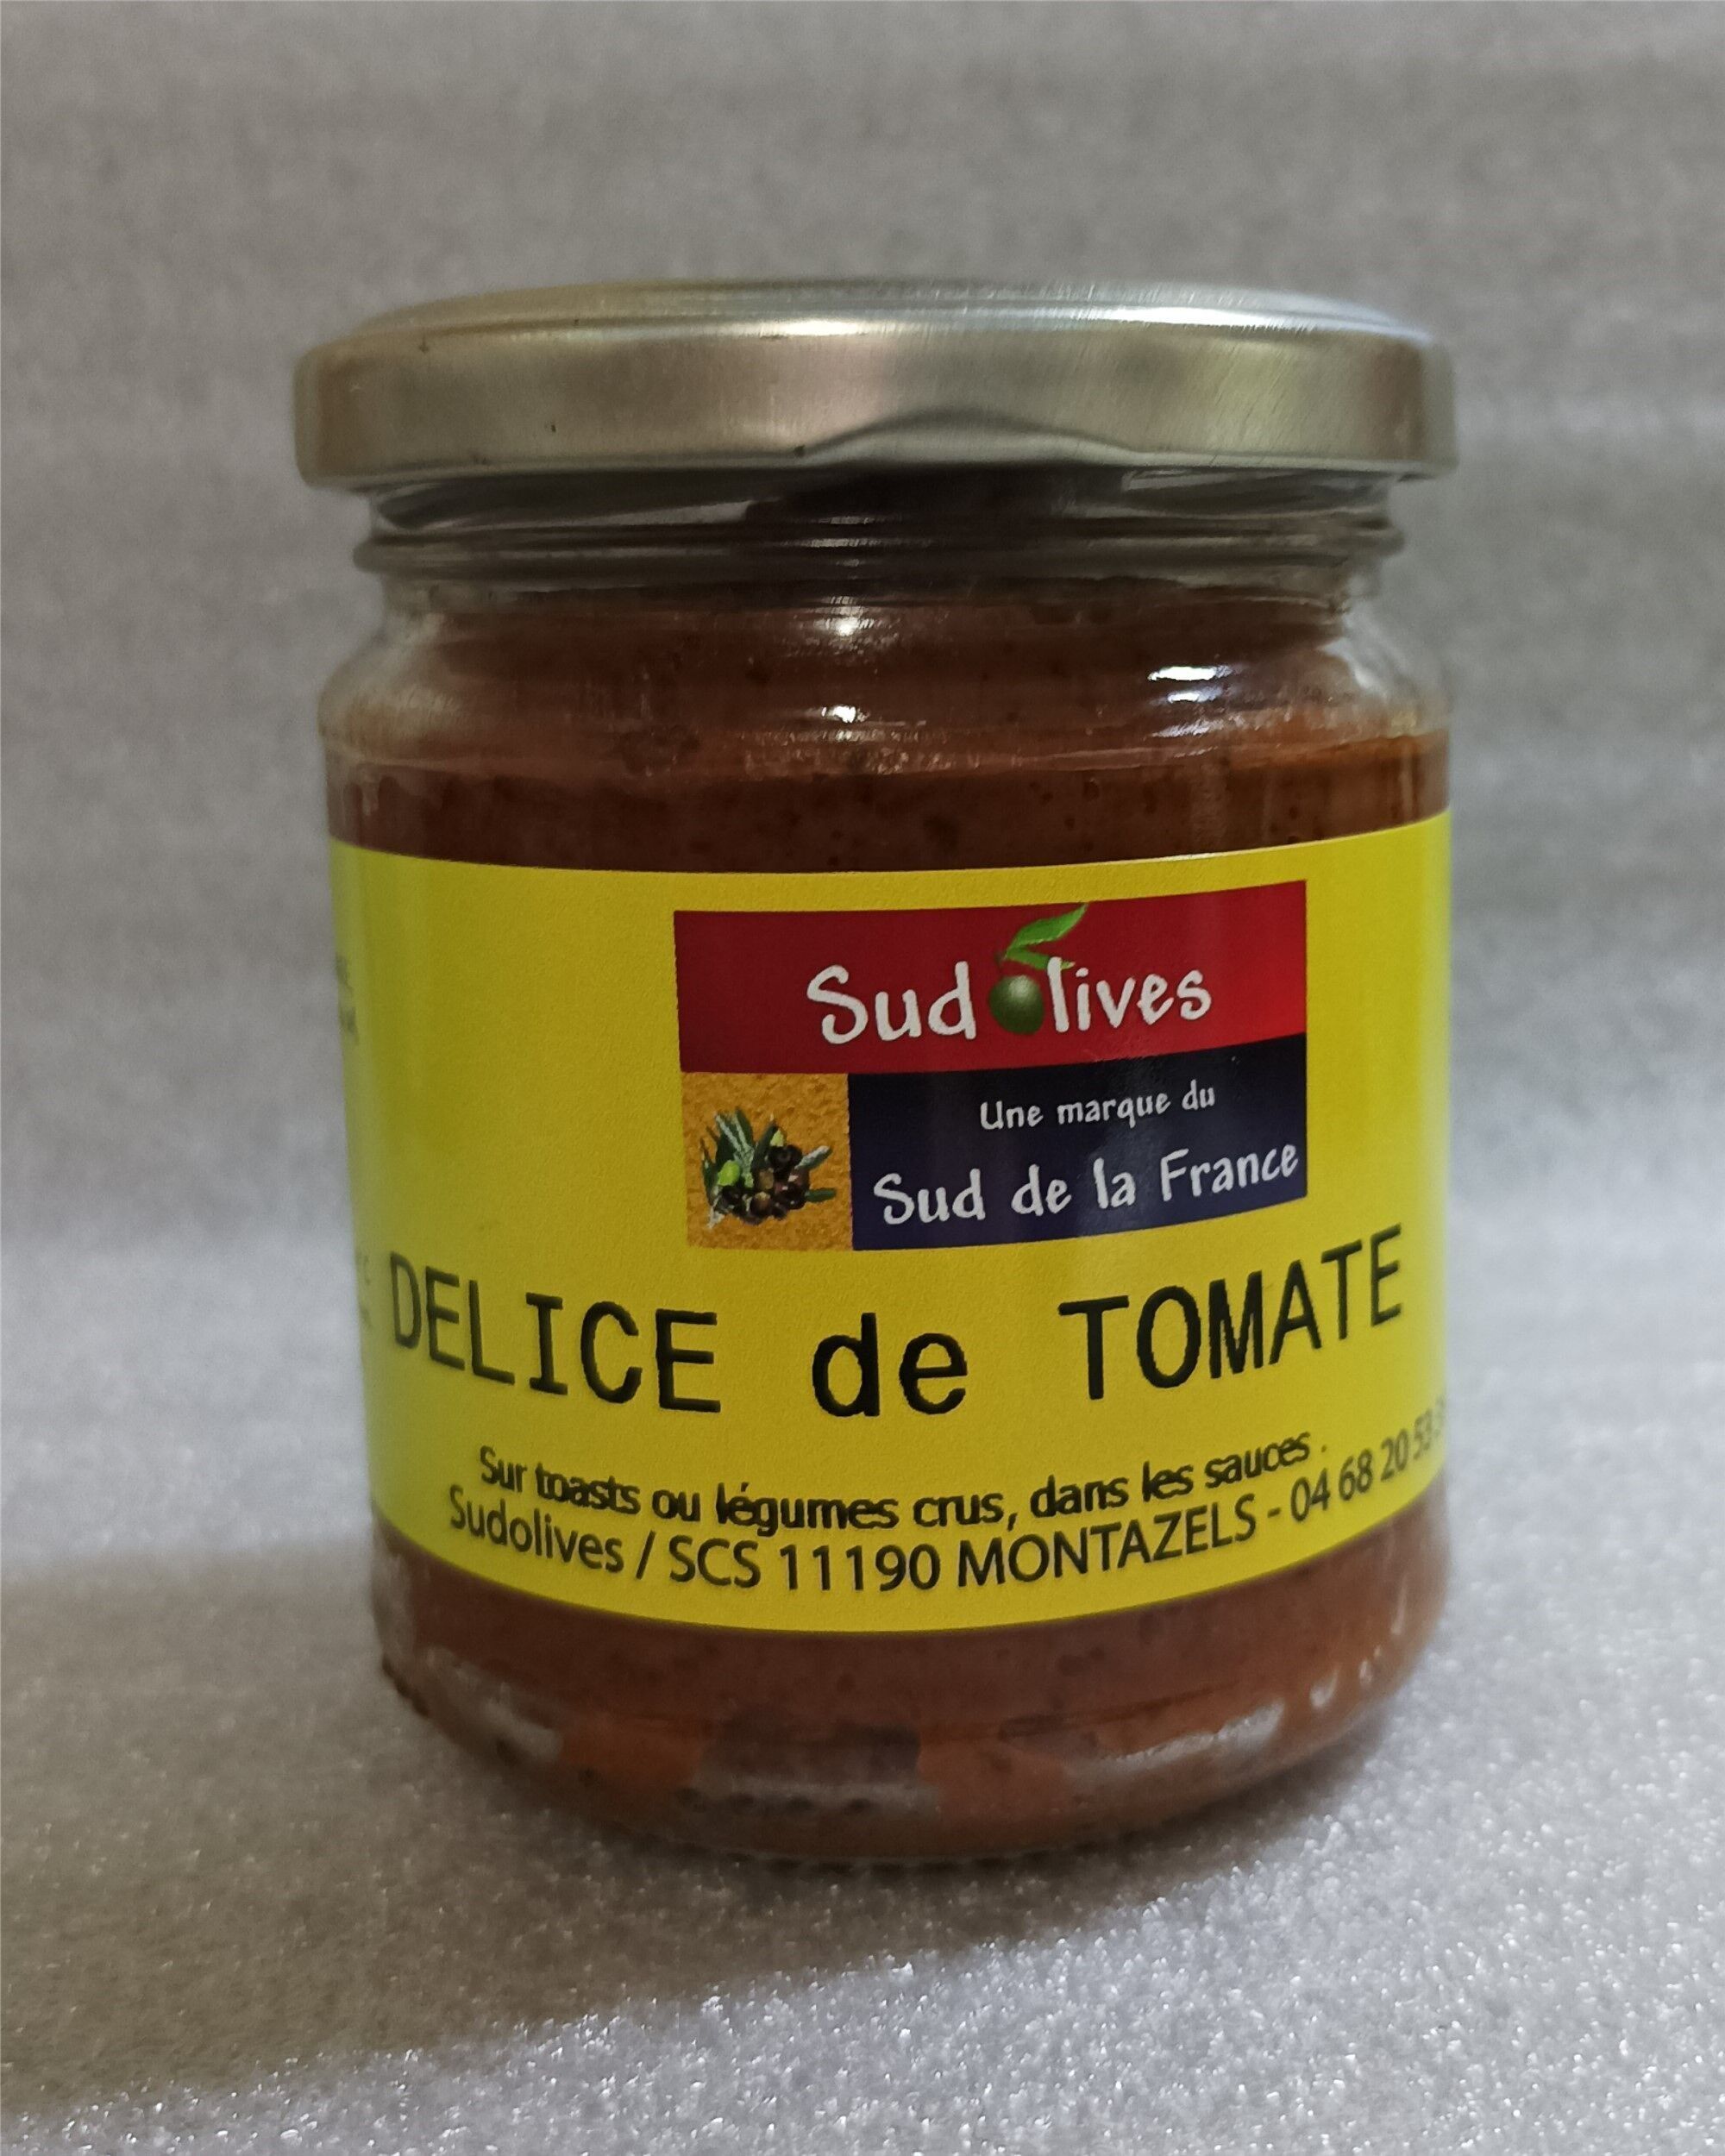 Sudolives
Une marque du
Sud de la France
DELICE de TOMATE
Sur toasts ou légumes crus, dans les sauces .
Sudolives / SCS 11190 MONTAZELS - 04 68 20 53